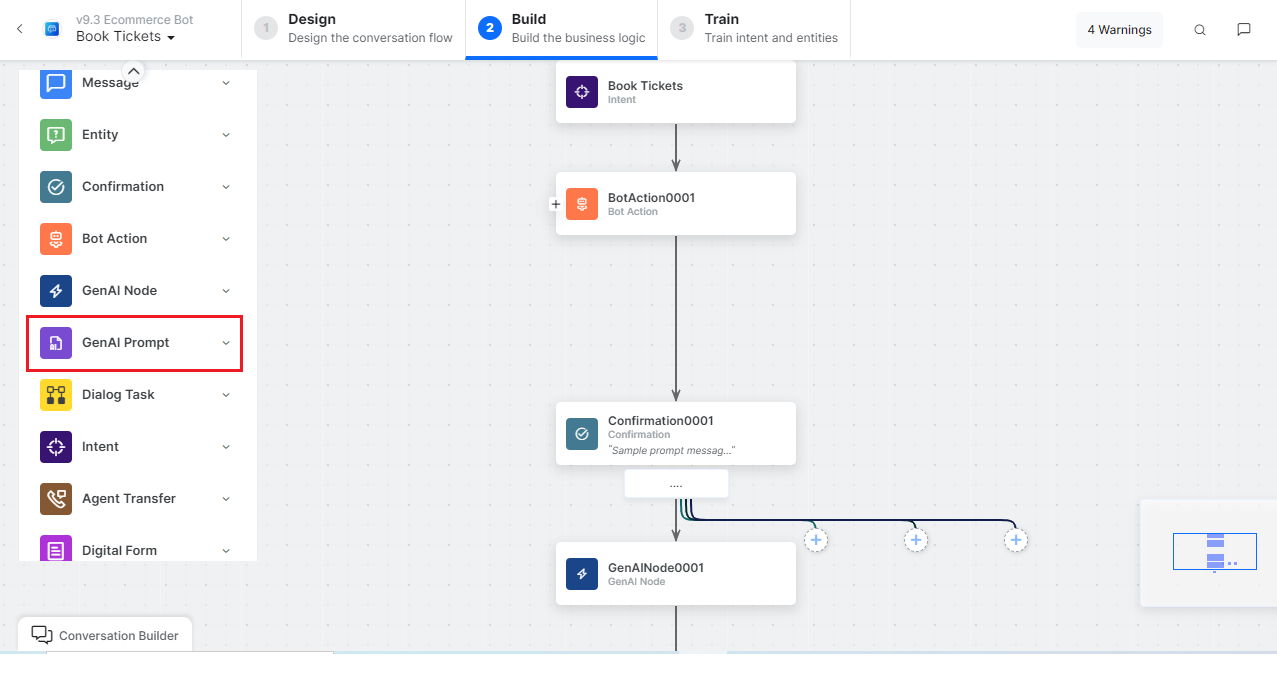 v9.3 Ecommerce Bot
Book Tickets
1
Design
Design the conversation flow
2
Build
Build the business logic
3
Train
Train intent and entities
4 Warnings
Message
Entity
Confirmation
Bot Action
GenAI Node
GenAI Prompt
Dialog Task
Intent
Agent Transfer
Digital Form
Conversation Builder
Book Tickets
Intent
BotAction0001
Bot Action
Confirmation0001
Confirmation
"Sample prompt messag..."
....
GenAINode0001
GenAI Node